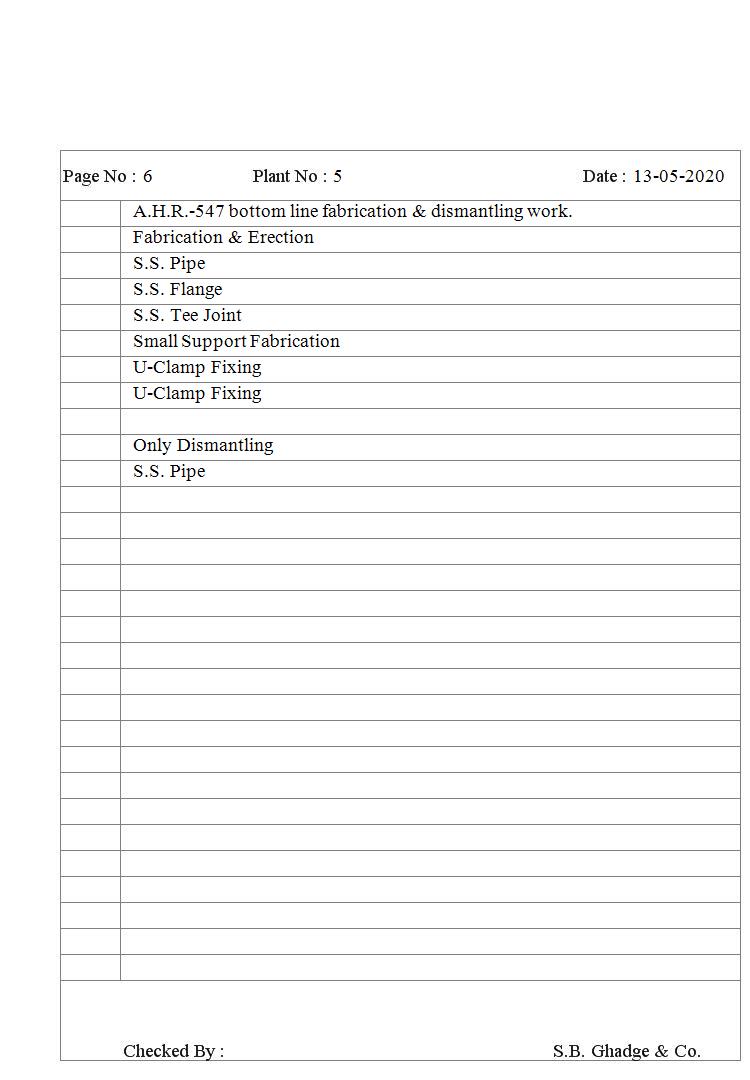 Page No : 6 Plant No : 5 Date : 13-05-2020
A.H.R.-547 bottom line fabrication & dismantling work.
Fabrication & Erection
S.S. Pipe
S.S. Flange
S.S. Tee Joint
Small Support Fabrication
U-Clamp Fixing
U-Clamp Fixing
Only Dismantling
S.S. Pipe
Checked By : S.B. Ghadge & Co.